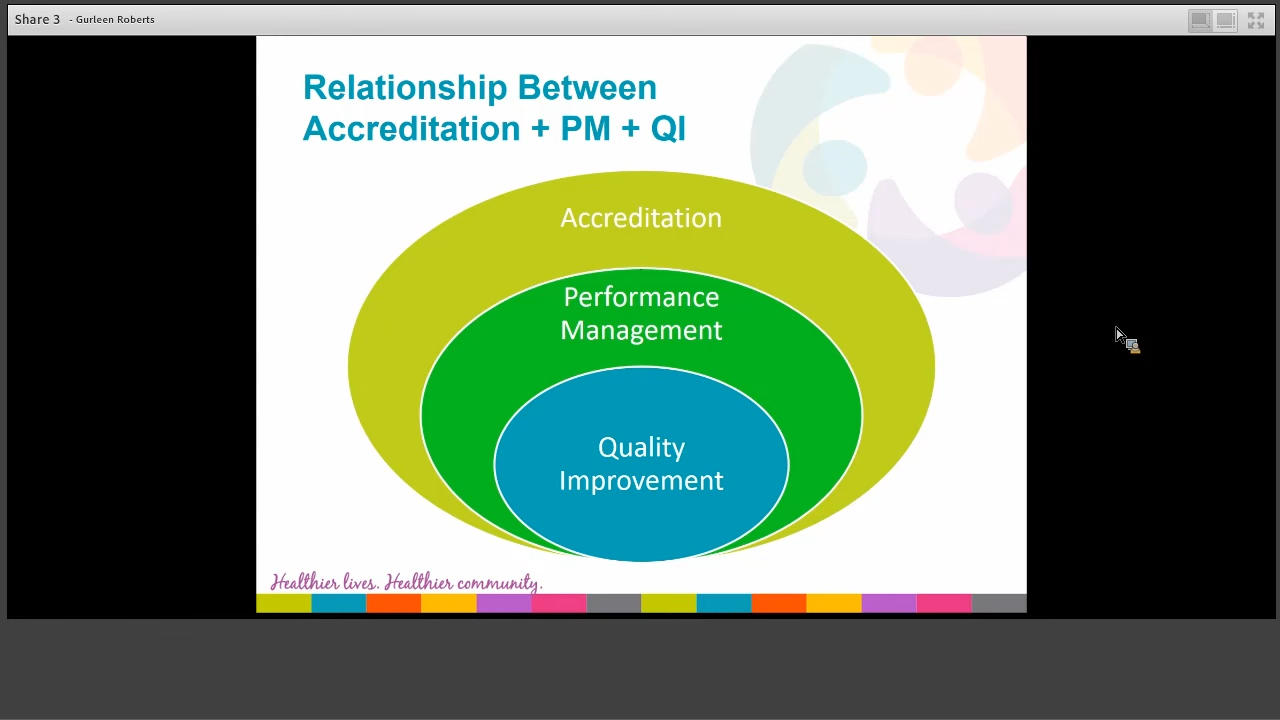 Share 3 - Gurleen Roberts
Relationship Between
Accreditation + PM + QI
Accreditation
Performance
Management
Quality
Improvement
Healthier lives. Healthier community.